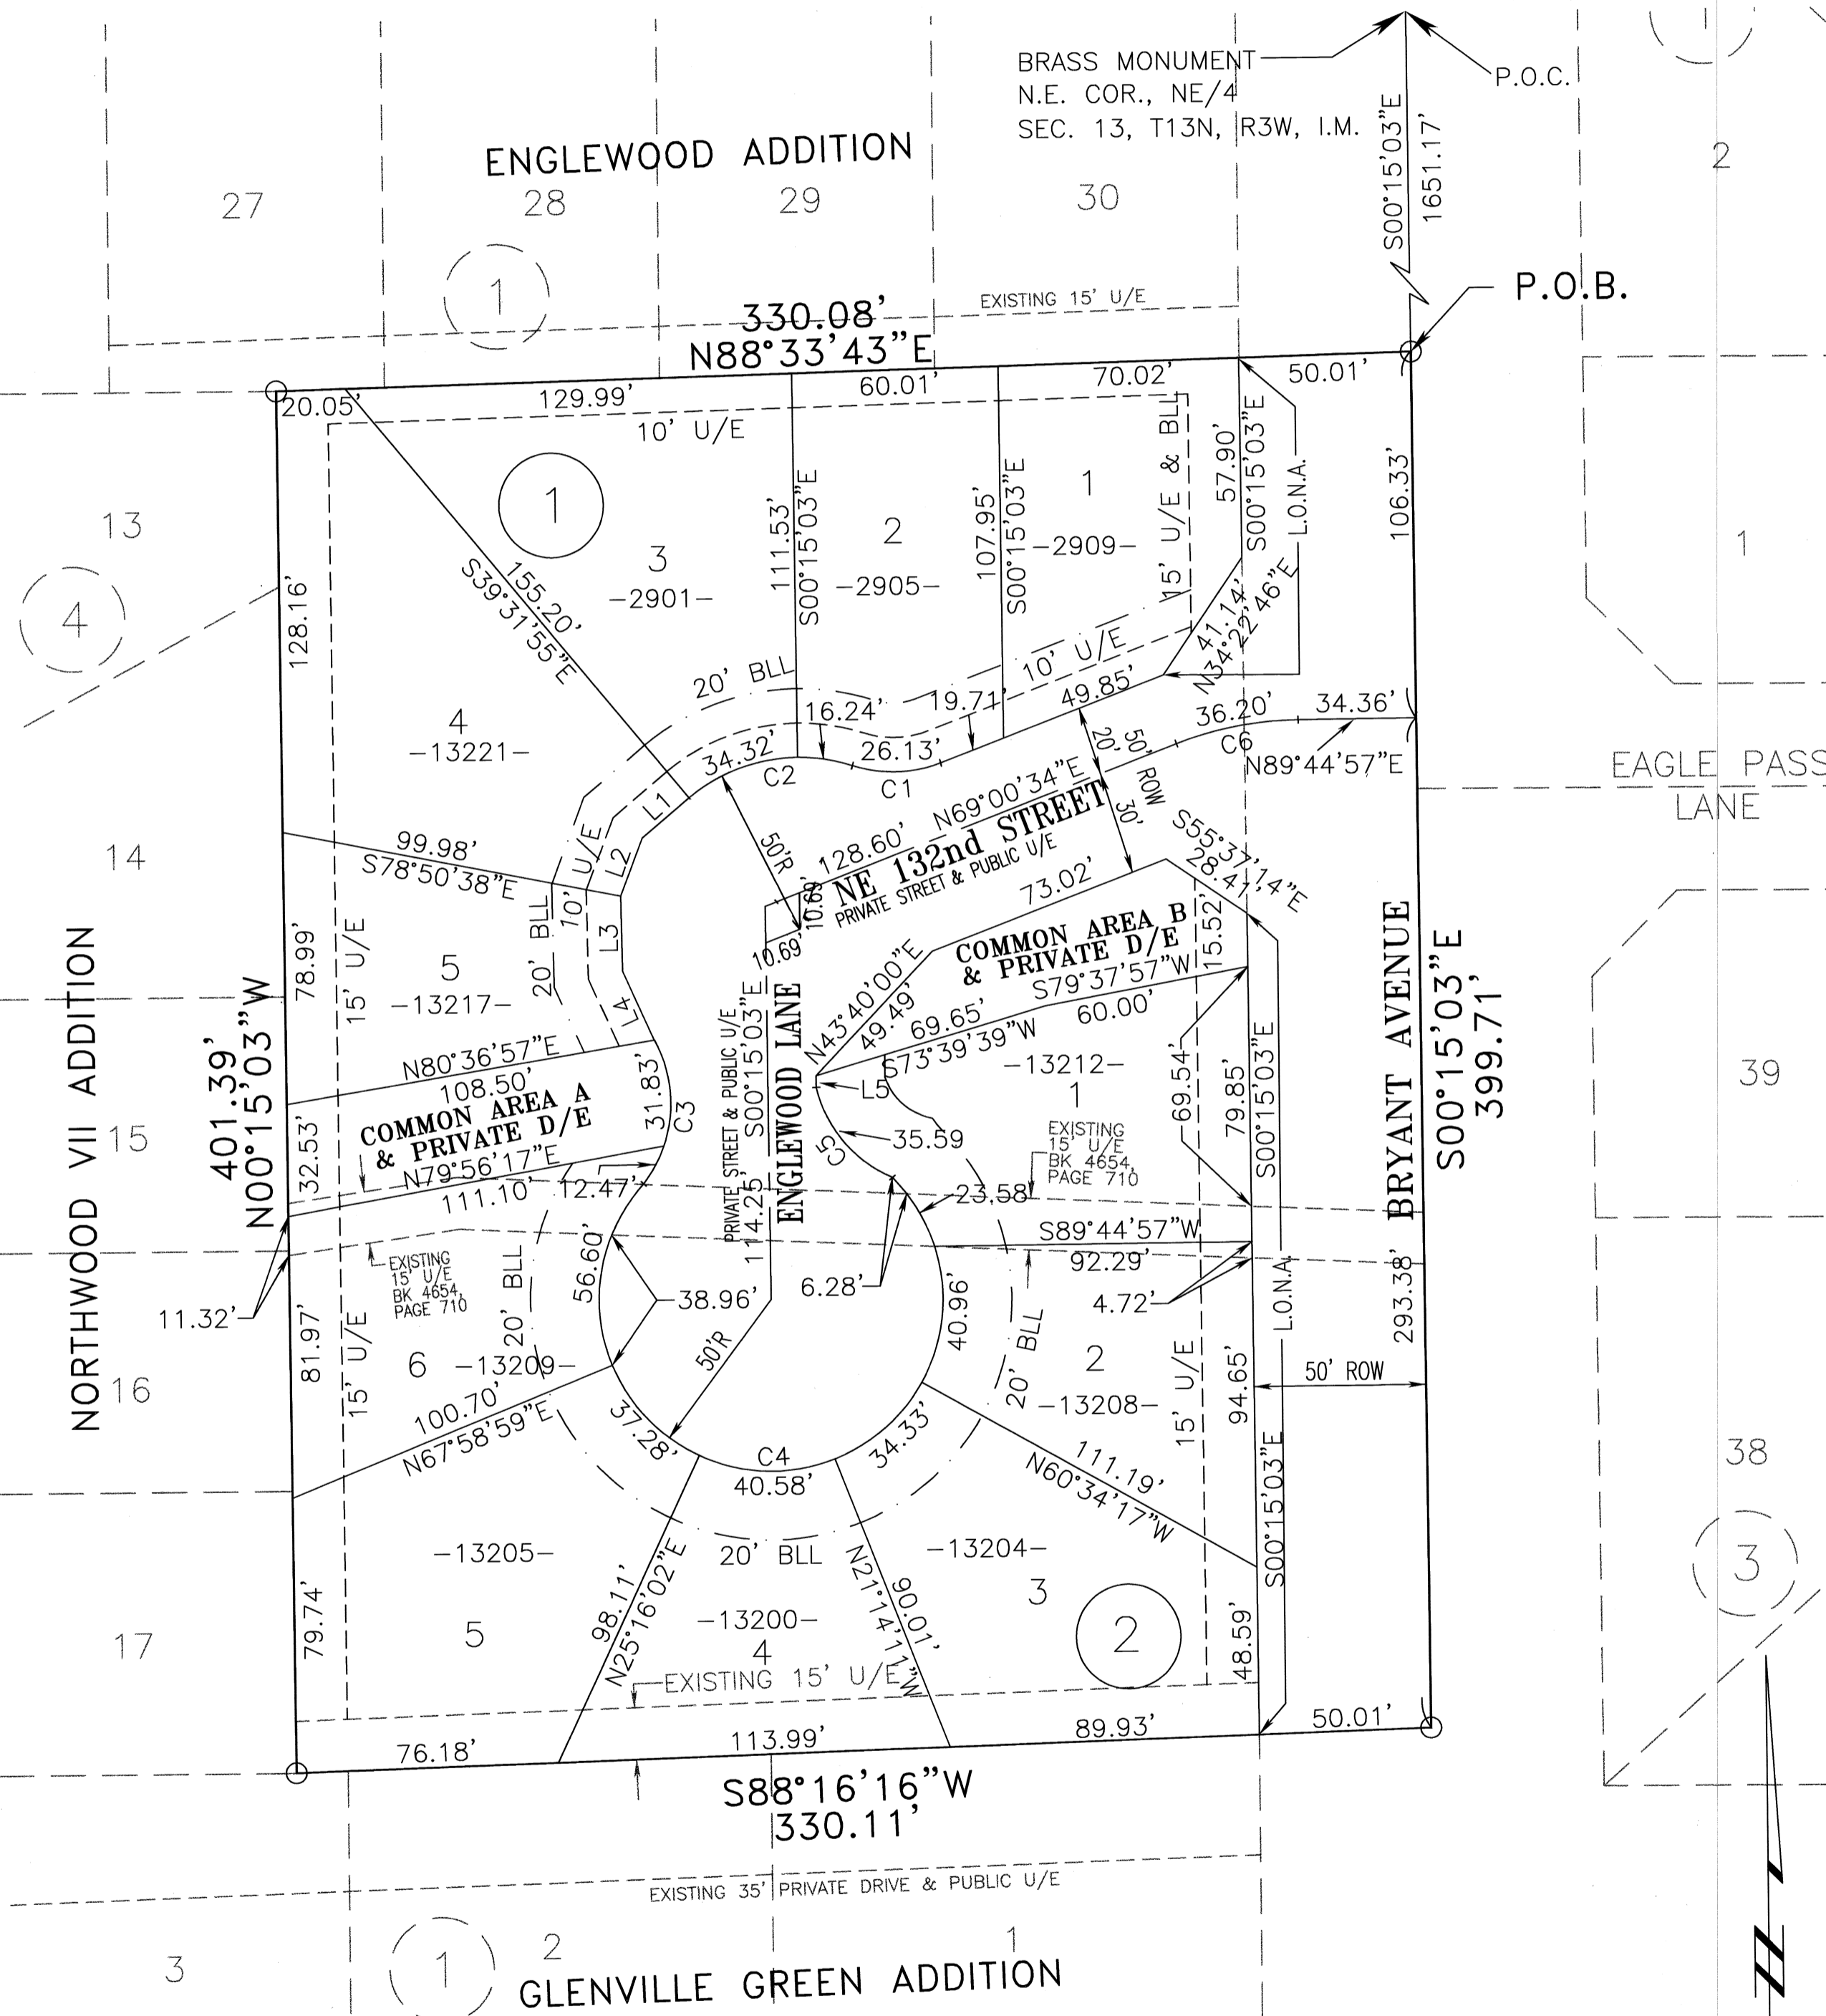 BRASS MONUMENT
N.E. COR., NE/4
SEC. 13, T13N, R3W, I.M.
P.O.C.
S00°15'03"E
1651.17'
P.O.B.
ENGLEWOOD ADDITION
27
28
29
30
1
1
2
EXISTING 15' U/E
330.08'
N88°33'43"E
20.05'
129.99'
60.01'
70.02'
50.01'
10' U/E
1
3
-2901-
111.53'
S00°15'03"E
2
-2905-
107.95'
S00°15'03"E
1
-2909-
15' U/E & BLL
57.90'
S00°15'03"E
L.O.N.A.
106.33'
41.14'
N34°22'46"E
155.20'
S39°31'55"E
128.16'
13
4
14
15
16
17
1
4
-13221-
20' BLL
10' U/E
16.24'
19.71'
49.85'
34.32'
26.13'
C2
C1
36.20'
C6
34.36'
N89°44'57"E
EAGLE PASS
LANE
L1
L2
L3
L4
50'R
20'
50' ROW
30'
N69°00'34"E
128.60'
NE 132nd STREET
PRIVATE STREET & PUBLIC U/E
10.69'
10.69'
73.02'
S55°37'14"E
28.41'
99.98'
S78°50'38"E
10' U/E
20' BLL
78.99'
15' U/E
5
-13217-
COMMON AREA B
& PRIVATE D/E
15.52'
S79°37'57"W
60.00'
N43°40'00"E
49.49'
69.65'
S73°39'39"W
L5
-13212-
1
69.54'
79.85'
S00°15'03"E
BRYANT AVENUE
S00°15'03"E
399.71'
39
38
3
NORTHWOOD VII ADDITION
401.39'
N00°15'03"W
N80°36'57"E
108.50'
COMMON AREA A
& PRIVATE D/E
32.53'
N79°56'17"E
111.10'
31.83'
C3
12.47'
PRIVATE STREET & PUBLIC U/E
114.25' S00°15'03"E
ENGLEWOOD LANE
C5
35.59
EXISTING
15' U/E
BK 4654,
PAGE 710
23.58'
S89°44'57"W
92.29'
4.72'
6.28'
EXISTING
15' U/E
BK 4654,
PAGE 710
11.32'
81.97'
15' U/E
20' BLL
56.60'
38.96'
50'R
40.96'
L.O.N.A.
293.38'
50' ROW
6 -13209-
100.70'
N67°58'59"E
37.28'
C4
40.58'
34.33'
20' BLL
2
-13208-
15' U/E
94.65'
111.19'
N60°34'17"W
S00°15'03"E
79.74'
-13205-
5
98.11'
N25°16'02"E
20' BLL
-13200-
4
N21°14'11"W
90.01'
-13204-
3
2
48.59'
EXISTING 15' U/E
76.18'
113.99'
89.93'
50.01'
S88°16'16"W
330.11'
EXISTING 35' PRIVATE DRIVE & PUBLIC U/E
3
1
2
1
GLENVILLE GREEN ADDITION